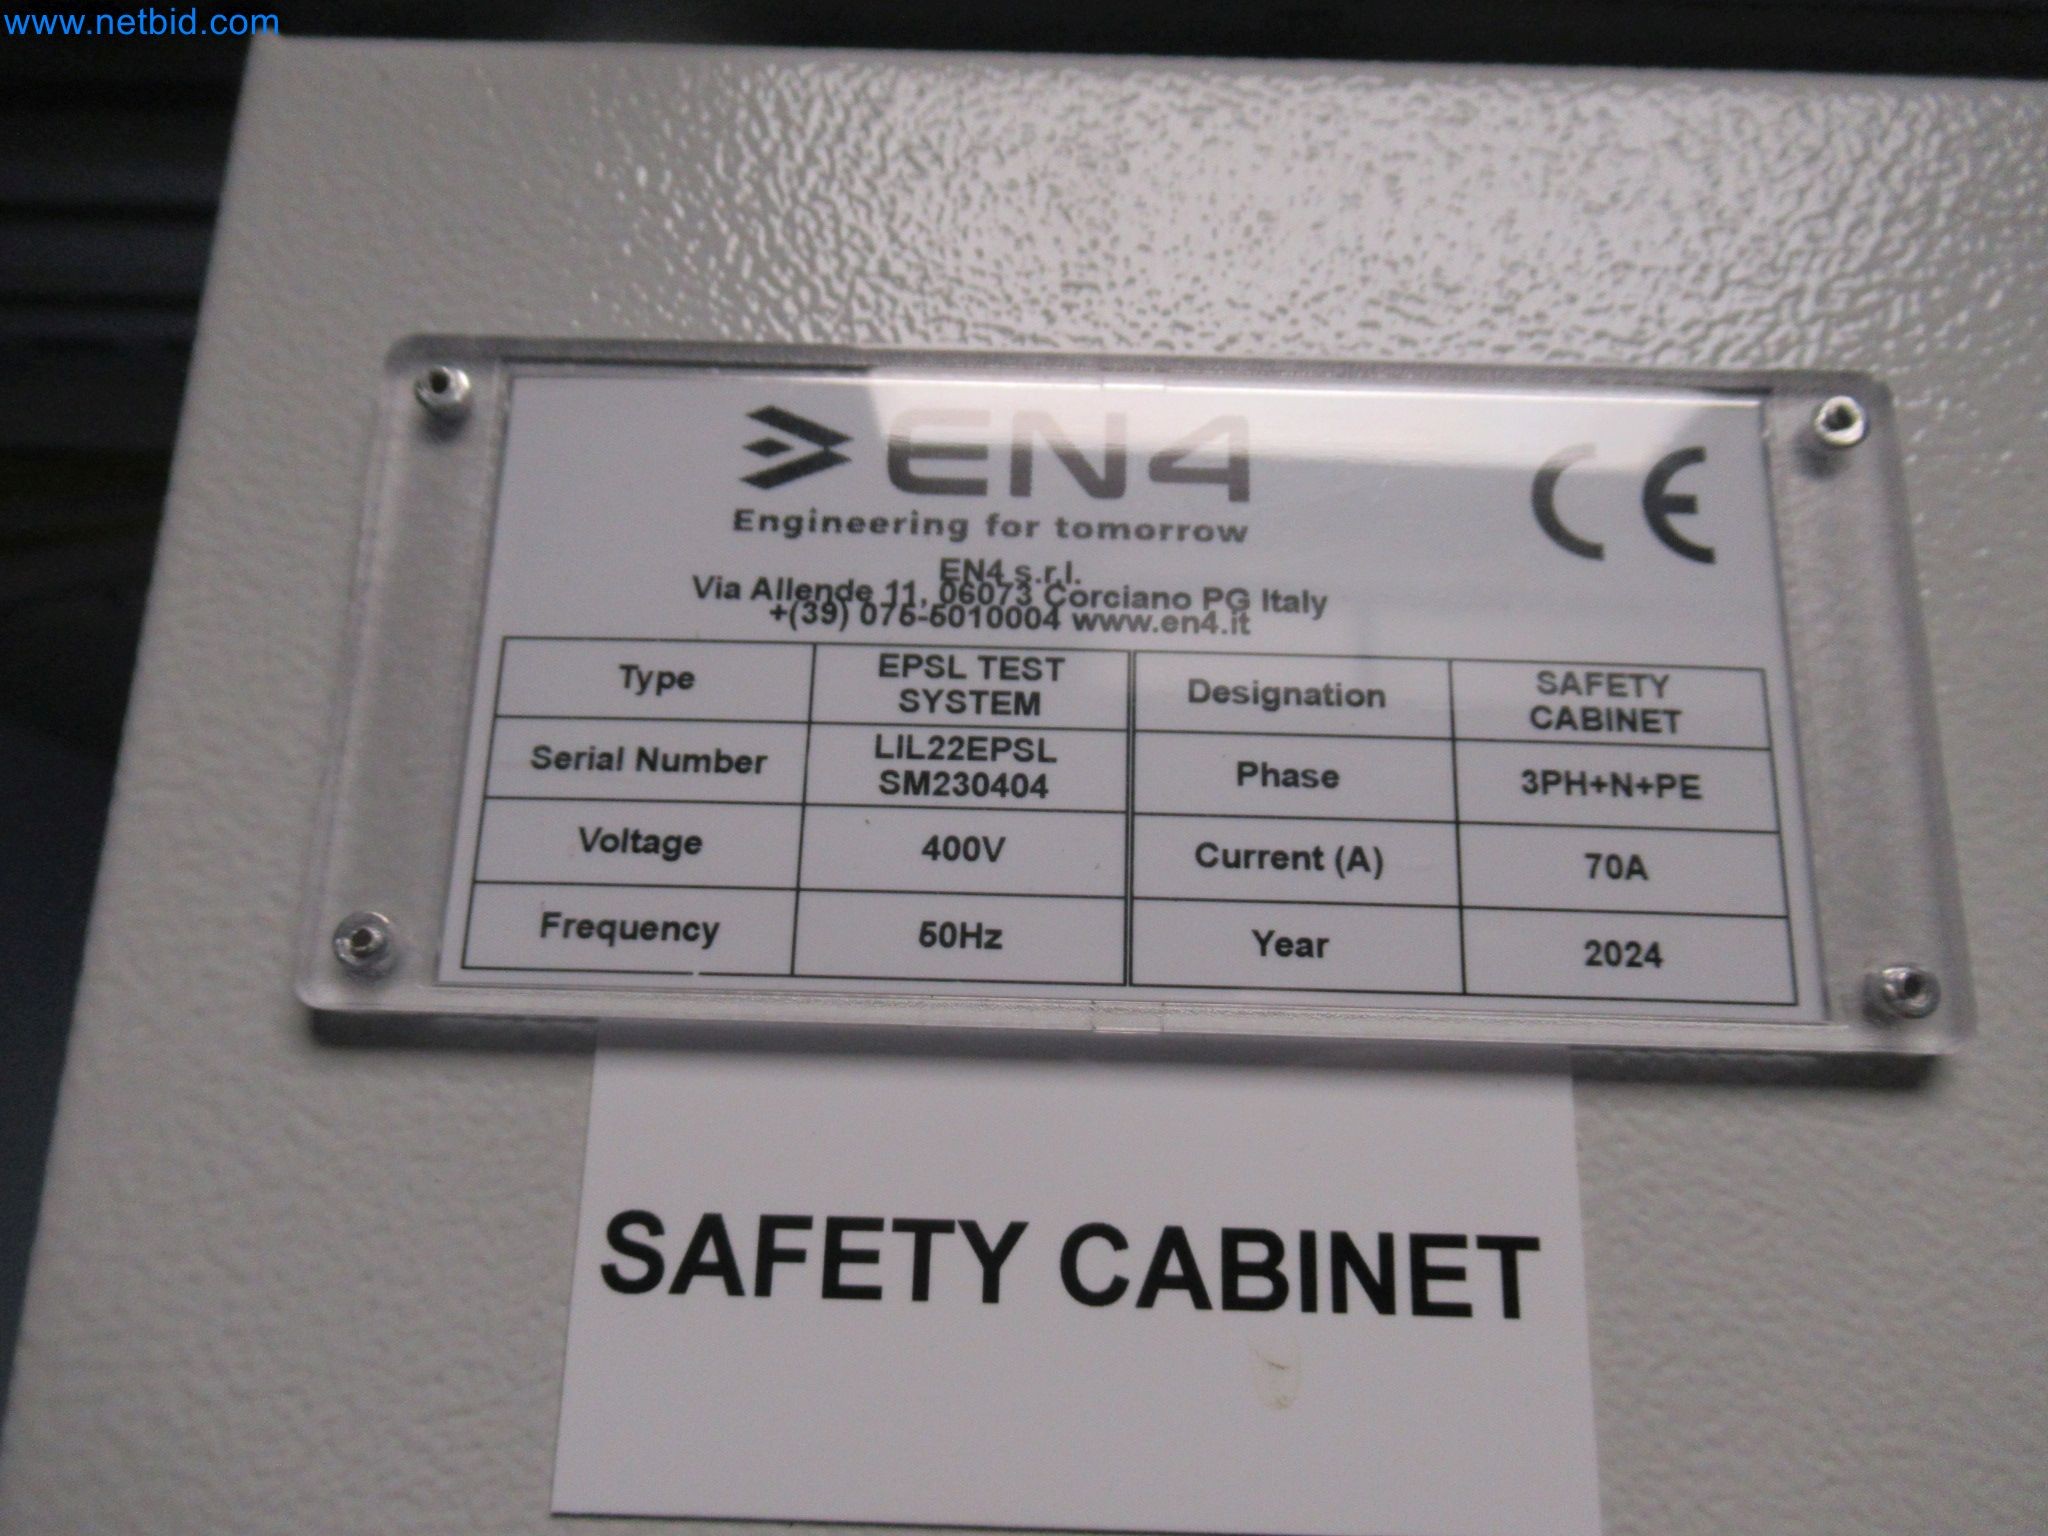 www.netbid.com
EN4
Engineering for tomorrow
CE
EN4 s.r.l.
Via Allende 11, 06073 Corciano PG Italy
+(39) 075-5010004 www.en4.it
Type EPSL TEST SYSTEM Designation SAFETY CABINET
Serial Number LIL22EPSL SM230404 Phase 3PH+N+PE
Voltage 400V Current (A) 70A
Frequency 50Hz Year 2024
SAFETY CABINET